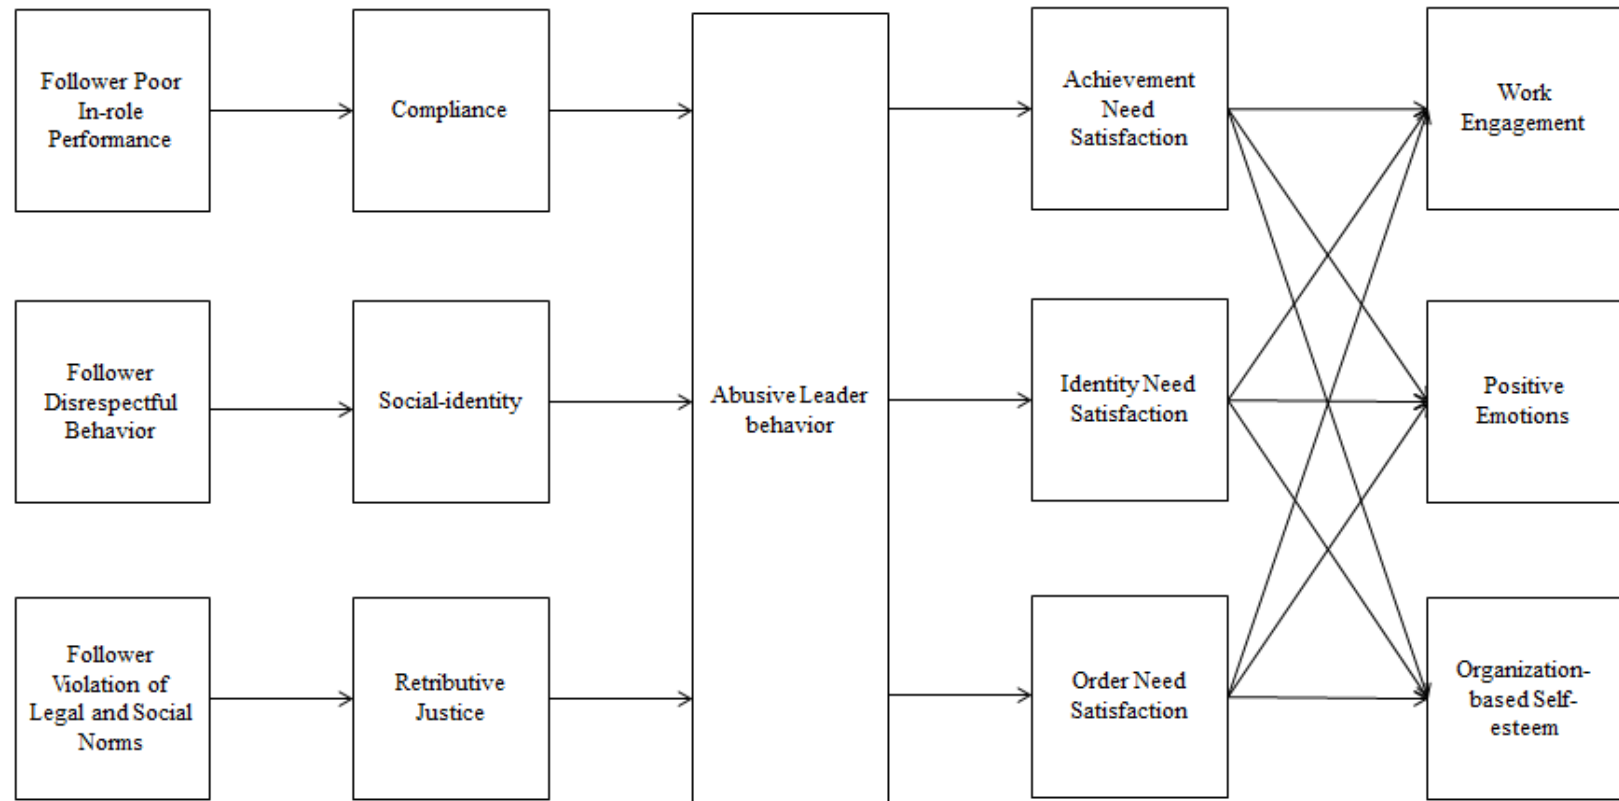 Follower Poor
In-role
Performance
Compliance
Achievement
Need
Satisfaction
Work
Engagement
Follower
Disrespectful
Behavior
Social-identity
Abusive Leader
behavior
Identity Need
Satisfaction
Positive
Emotions
Follower
Violation of
Legal and Social
Norms
Retributive
Justice
Order Need
Satisfaction
Organization-
based Self-
esteem